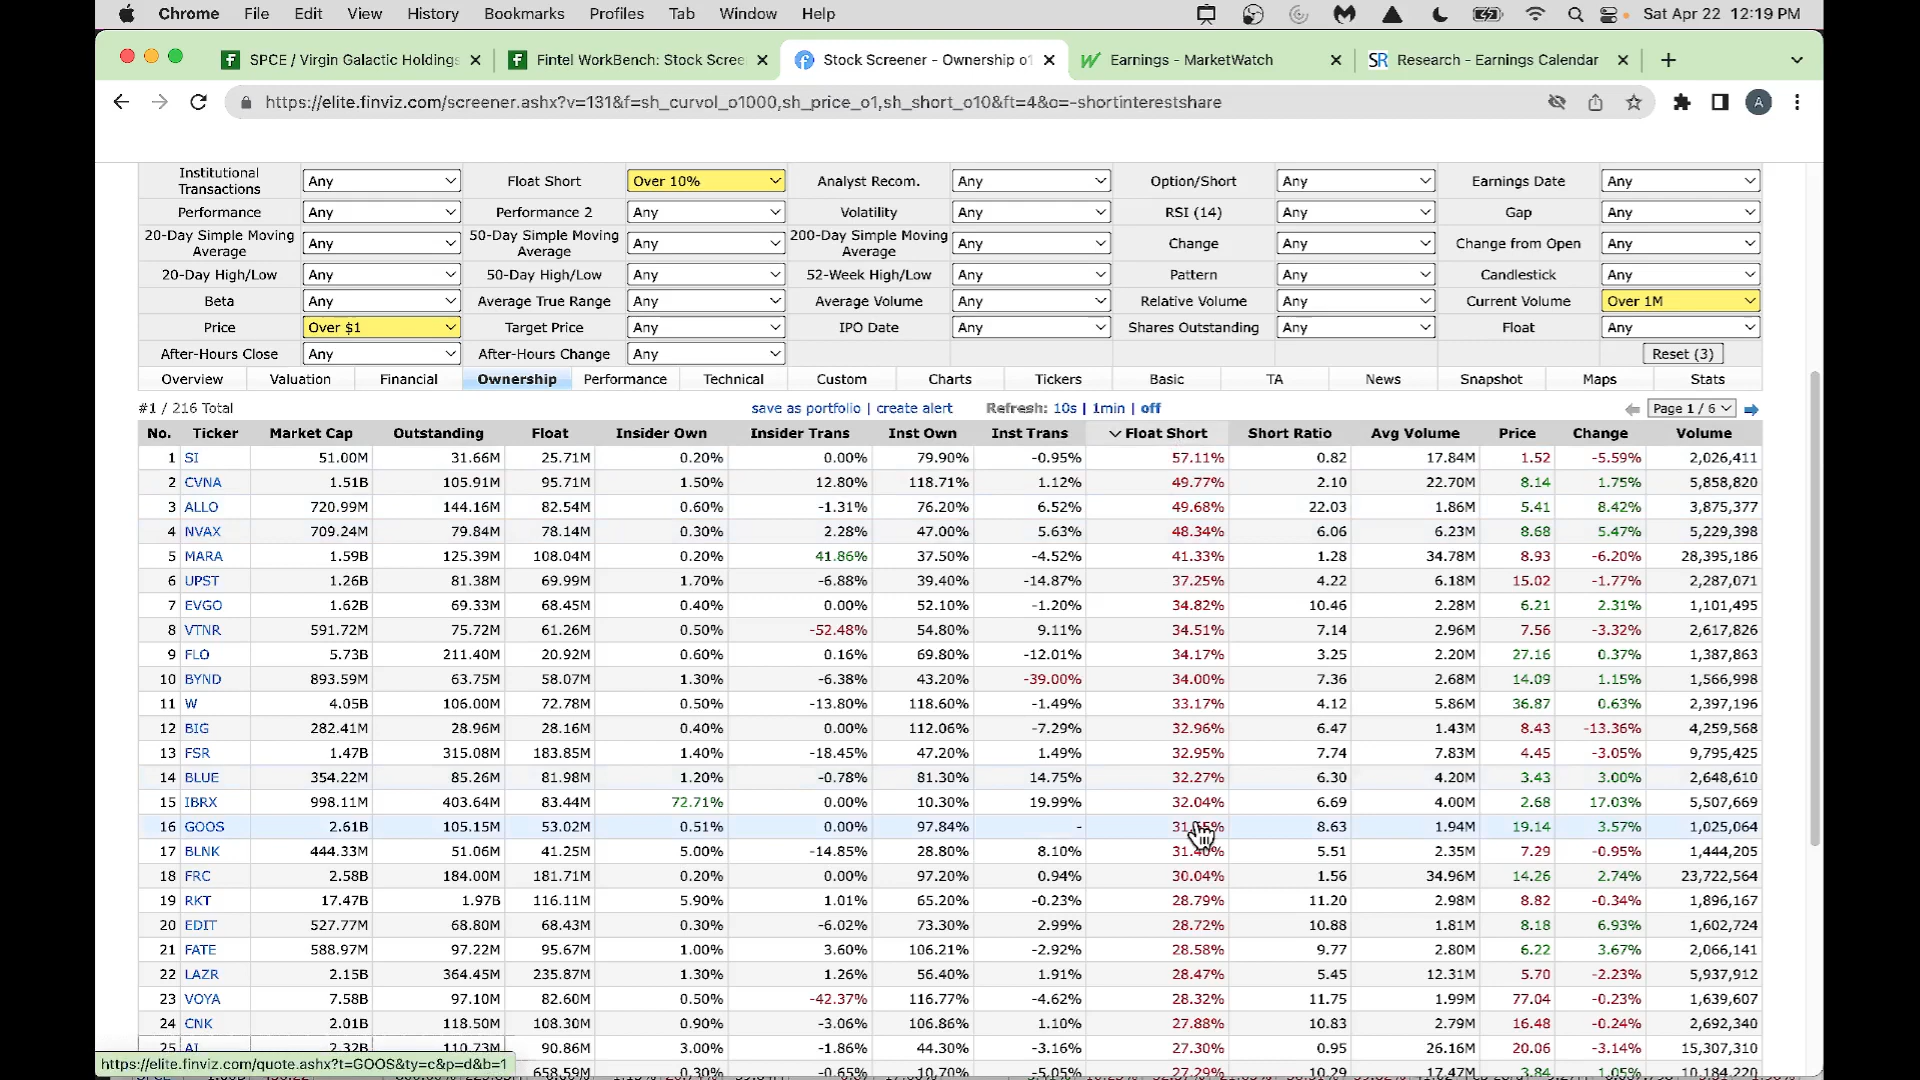 Chrome File Edit View History Bookmarks Profiles Tab Window Help Sat Apr 22 12:19 PM
SPCE / Virgin Galactic Holdings Fintel WorkBench: Stock Scree Stock Screener - Ownership o1 Earnings - MarketWatch SR Research - Earnings Calendar
https://elite.finviz.com/screener.ashx?v=131&f=sh_curvol_o1000,sh_price_o1,sh_short_o10&ft=4&o=-shortinterestshare A
Institutional Transactions Any Float Short Over 10% Analyst Recom. Any Option/Short Any Earnings Date Any
Performance Any Performance 2 Any Volatility Any RSI (14) Any Gap Any
20-Day Simple Moving Average Any 50-Day Simple Moving Average Any 200-Day Simple Moving Average Any Change Any Change from Open Any
20-Day High/Low Any 50-Day High/Low Any 52-Week High/Low Any Pattern Any Candlestick Any
Beta Any Average True Range Any Average Volume Any Relative Volume Any Current Volume Over 1M
Price Over $1 Target Price Any IPO Date Any Shares Outstanding Any Float Any
After-Hours Close Any After-Hours Change Any Reset (3)
Overview Valuation Financial Ownership Performance Technical Custom Charts Tickers Basic TA News Snapshot Maps Stats
#1 / 216 Total save as portfolio | create alert Refresh: 10s | 1min | off Page 1 / 6
No. Ticker Market Cap Outstanding Float Insider Own Insider Trans Inst Own Inst Trans Float Short Short Ratio Avg Volume Price Change Volume
1 SI 51.00M 31.66M 25.71M 0.20% 0.00% 79.90% -0.95% 57.11% 0.82 17.84M 1.52 -5.59% 2,026,411
2 CVNA 1.51B 105.91M 95.71M 1.50% 12.80% 118.71% 1.12% 49.77% 2.10 22.70M 8.14 1.75% 5,858,820
3 ALLO 720.99M 144.16M 82.54M 0.60% -1.31% 76.20% 6.52% 49.68% 22.03 1.86M 5.41 8.42% 3,875,377
4 NVAX 709.24M 79.84M 78.14M 0.30% 2.28% 47.00% 5.63% 48.34% 6.06 6.23M 8.68 5.47% 5,229,398
5 MARA 1.59B 125.39M 108.04M 0.20% 41.86% 37.50% -4.52% 41.33% 1.28 34.78M 8.93 -6.20% 28,395,186
6 UPST 1.26B 81.38M 69.99M 1.70% -6.88% 39.40% -14.87% 37.25% 4.22 6.18M 15.02 -1.77% 2,287,071
7 EVGO 1.62B 69.33M 68.45M 0.40% 0.00% 52.10% -1.20% 34.82% 10.46 2.28M 6.21 2.31% 1,101,495
8 VTNR 591.72M 75.72M 61.26M 0.50% -52.48% 54.80% 9.11% 34.51% 7.14 2.96M 7.56 -3.32% 2,617,826
9 FLO 5.73B 211.40M 20.92M 0.60% 0.16% 69.80% -12.01% 34.17% 3.25 2.20M 27.16 0.37% 1,387,863
10 BYND 893.59M 63.75M 58.07M 1.30% -6.38% 43.20% -39.00% 34.00% 7.36 2.68M 14.09 1.15% 1,566,998
11 W 4.05B 106.00M 72.78M 0.50% -13.80% 118.60% -1.49% 33.17% 4.12 5.86M 36.87 0.63% 2,397,196
12 BIG 282.41M 28.96M 28.16M 0.40% 0.00% 112.06% -7.29% 32.96% 6.47 1.43M 8.43 -13.36% 4,259,568
13 FSR 1.47B 315.08M 183.85M 1.40% -18.45% 47.20% 1.49% 32.95% 7.74 7.83M 4.45 -3.05% 9,795,425
14 BLUE 354.22M 85.26M 81.98M 1.20% -0.78% 81.30% 14.75% 32.27% 6.30 4.20M 3.43 3.00% 2,648,610
15 IBRX 998.11M 403.64M 83.44M 72.71% 0.00% 10.30% 19.99% 32.04% 6.69 4.00M 2.68 17.03% 5,507,669
16 GOOS 2.61B 105.15M 53.02M 0.51% 0.00% 97.84% - 8.63 1.94M 19.14 3.57% 1,025,064
17 BLNK 444.33M 51.06M 41.25M 5.00% -14.85% 28.80% 8.10% 31.40% 5.51 2.35M 7.29 -0.95% 1,444,205
18 FRC 2.58B 184.00M 181.71M 0.20% 0.00% 97.20% 0.94% 30.04% 1.56 34.96M 14.26 2.74% 23,722,564
19 RKT 17.47B 1.97B 116.11M 5.90% 1.01% 65.20% -0.23% 28.79% 11.20 2.98M 8.82 -0.34% 1,896,167
20 EDIT 527.77M 68.80M 68.43M 0.30% -6.02% 73.30% 2.99% 28.72% 10.88 1.81M 8.18 6.93% 1,602,724
21 FATE 588.97M 97.22M 95.67M 1.00% 3.60% 106.21% -2.92% 28.58% 9.77 2.80M 6.22 3.67% 2,066,141
22 LAZR 2.15B 364.45M 235.87M 1.30% 1.26% 56.40% 1.91% 28.47% 5.45 12.31M 5.70 -2.23% 5,937,912
23 VOYA 7.58B 97.10M 82.60M 0.50% -42.37% 116.77% -4.62% 28.32% 11.75 1.99M 77.04 -0.23% 1,639,607
24 CNK 2.01B 118.50M 108.30M 0.90% -3.06% 106.86% 1.10% 27.88% 10.83 2.79M 16.48 -0.24% 2,692,340
25 AI 2.32B 110.73M 90.86M 3.00% -1.86% 44.30% -3.16% 27.30% 0.95 26.16M 20.06 -3.14% 15,307,310
https://elite.finviz.com/quote.ashx?t=GOOS&ty=c&p=d&b=1 658.59M 0.30% -0.65% 10.70% -5.05% 27.29% 10.29 17.47M 3.84 1.05% 10,184,220